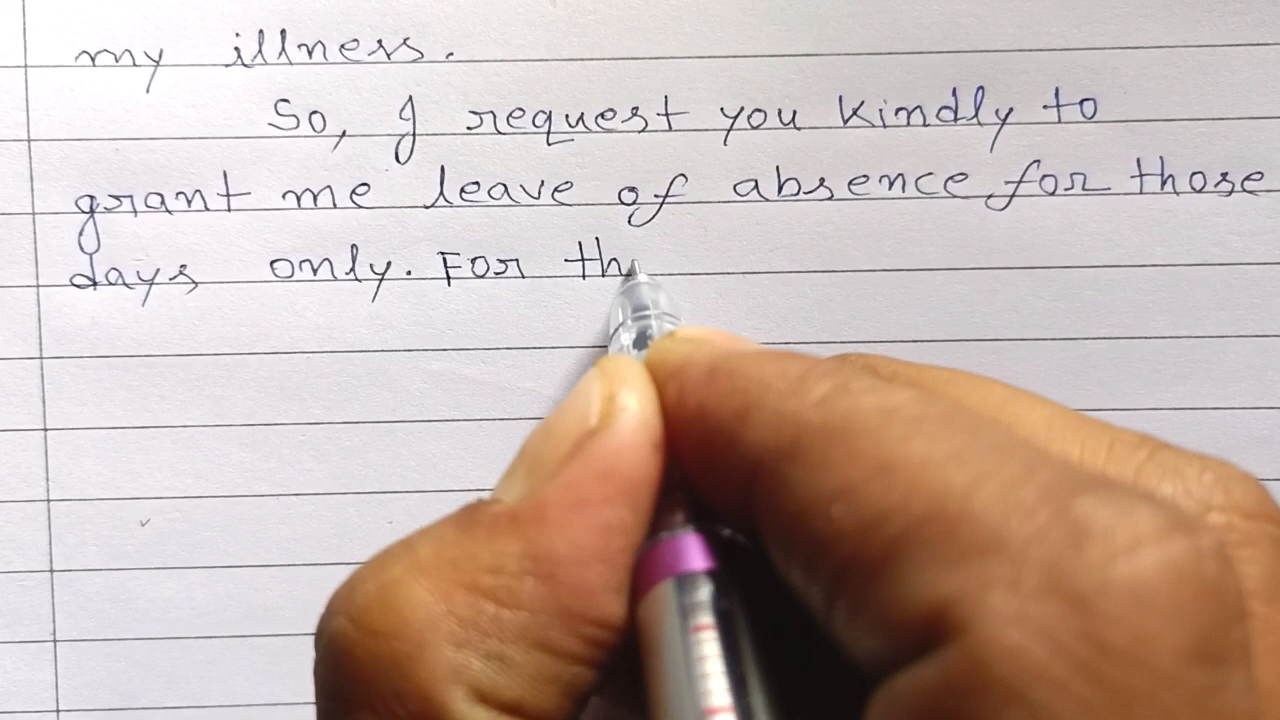 my illness.
So, I request you kindly to
grant me leave of absence for those
days only. For th